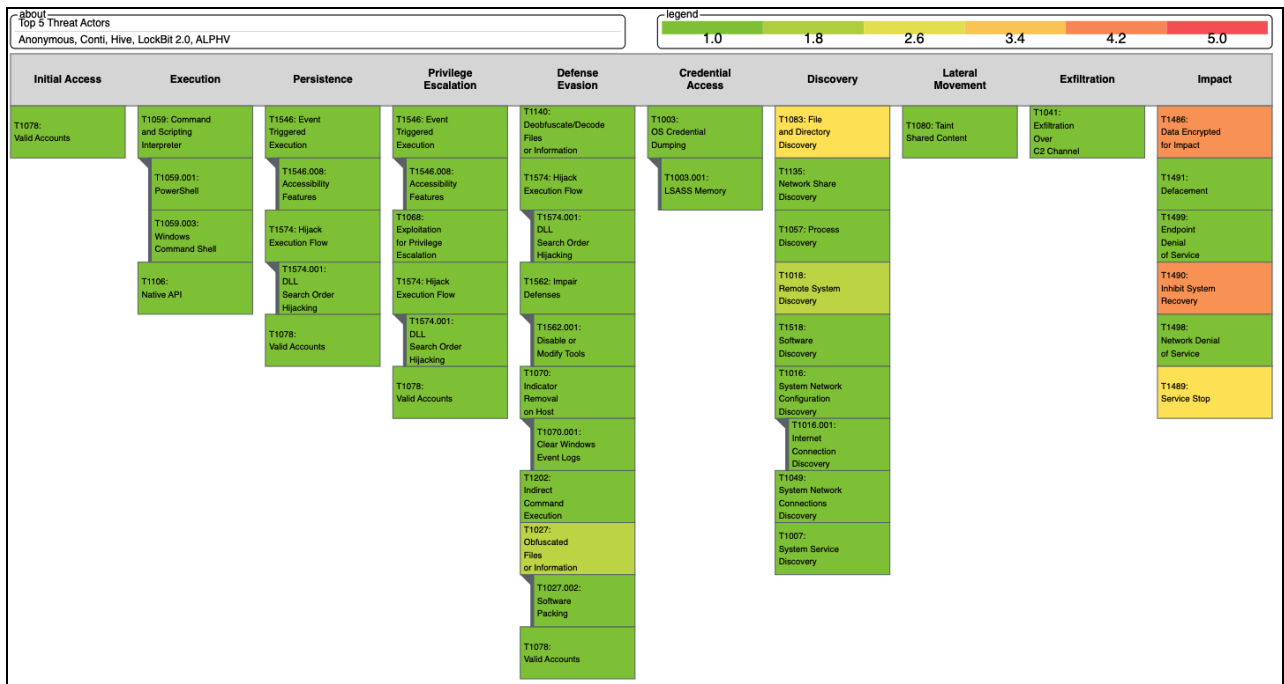 about
Top 5 Threat Actors
Anonymous, Conti, Hive, LockBit 2.0, ALPHV
legend
1.0 1.8 2.6 3.4 4.2 5.0
Initial Access
T1078:
Valid Accounts
Execution
T1059: Command
and Scripting
Interpreter
T1059.001:
PowerShell
T1059.003:
Windows
Command Shell
T1106:
Native API
Persistence
T1546: Event
Triggered
Execution
T1546.008:
Accessibility
Features
T1574: Hijack
Execution Flow
T1574.001:
DLL
Search Order
Hijacking
T1078:
Valid Accounts
Privilege
Escalation
T1546: Event
Triggered
Execution
T1546.008:
Accessibility
Features
T1068:
Exploitation
for Privilege
Escalation
T1574: Hijack
Execution Flow
T1574.001:
DLL
Search Order
Hijacking
T1078:
Valid Accounts
Defense
Evasion
T1140:
Deobfuscate/Decode
Files
or Information
T1574: Hijack
Execution Flow
T1574.001:
DLL
Search Order
Hijacking
T1562: Impair
Defenses
T1562.001:
Disable or
Modify Tools
T1070:
Indicator
Removal
on Host
T1070.001:
Clear Windows
Event Logs
T1202:
Indirect
Command
Execution
T1027:
Obfuscated
Files
or Information
T1027.002:
Software
Packing
T1078:
Valid Accounts
Credential
Access
T1003:
OS Credential
Dumping
T1003.001:
LSASS Memory
Discovery
T1083: File
and Directory
Discovery
T1135:
Network Share
Discovery
T1057: Process
Discovery
T1018:
Remote System
Discovery
T1518:
Software
Discovery
T1016:
System Network
Configuration
Discovery
T1016.001:
Internet
Connection
Discovery
T1049:
System Network
Connections
Discovery
T1007:
System Service
Discovery
Lateral
Movement
T1080: Taint
Shared Content
Exfiltration
T1041:
Exfiltration
Over
C2 Channel
Impact
T1486:
Data Encrypted
for Impact
T1491:
Defacement
T1499:
Endpoint
Denial
of Service
T1490:
Inhibit System
Recovery
T1498:
Network Denial
of Service
T1489:
Service Stop